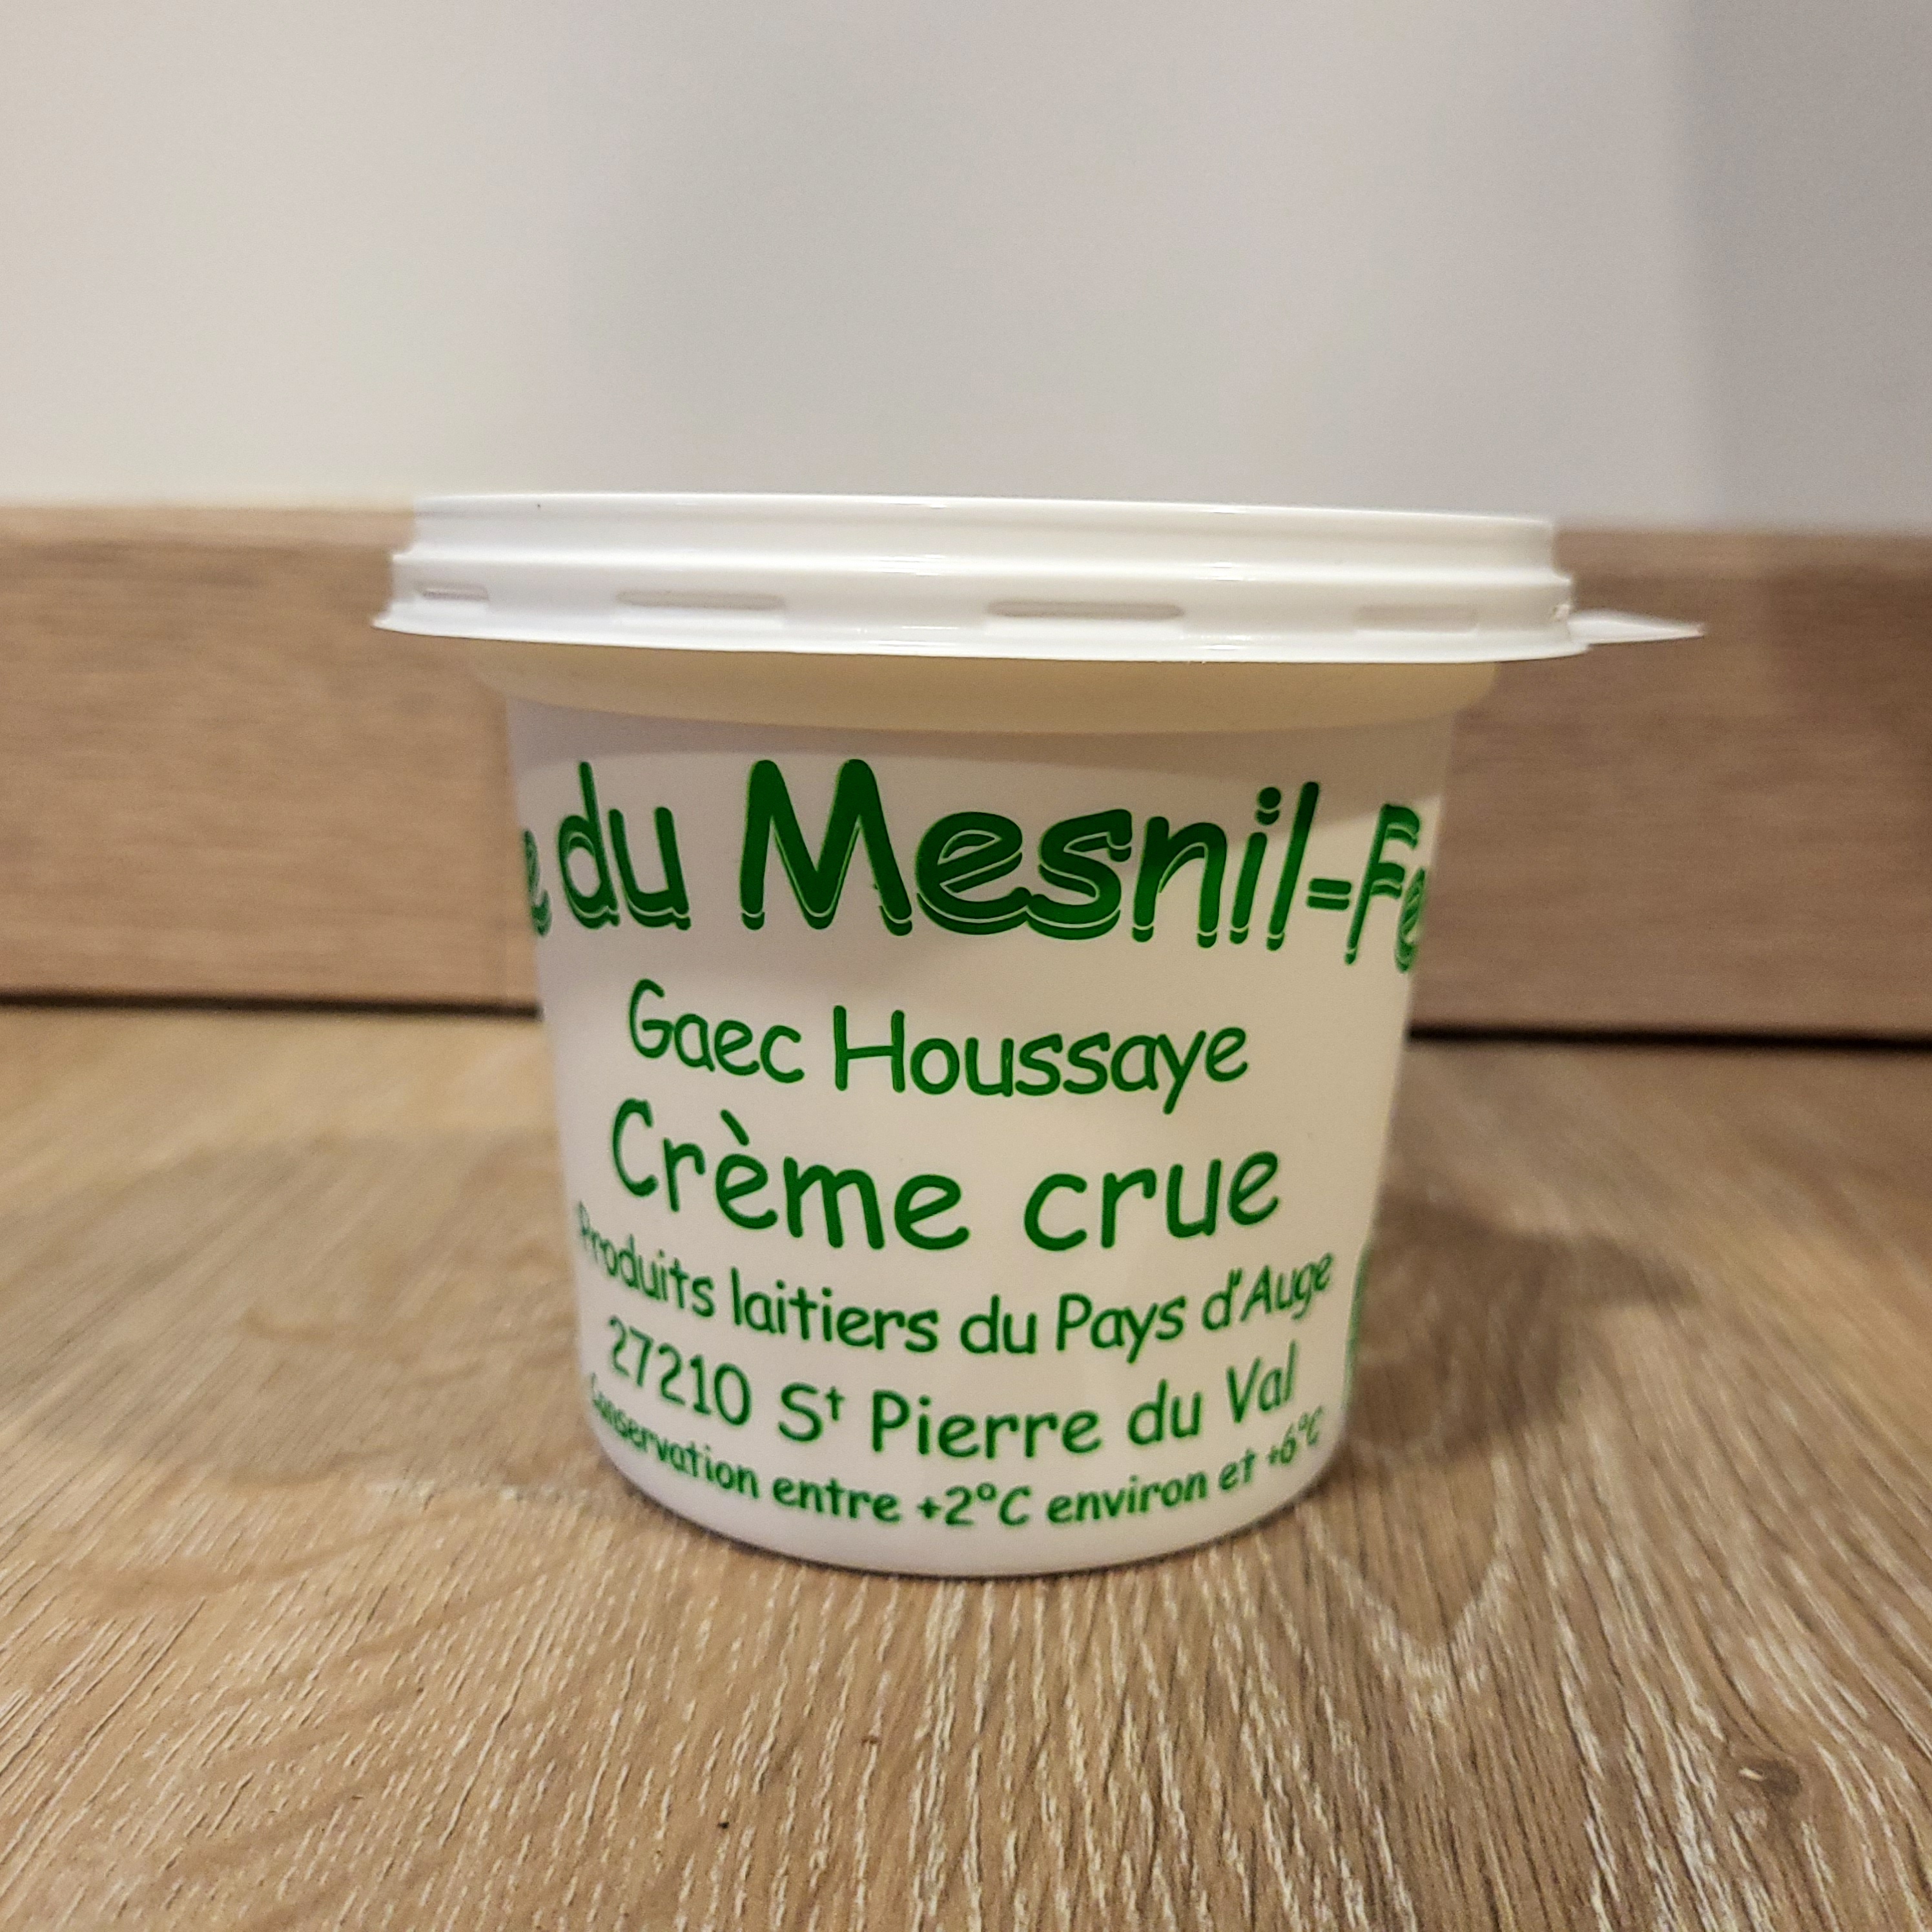 e du Mesnil-Fe
Gaec Houssaye
Crème crue
Produits laitiers du Pays d'Auge
27210 St Pierre du Val
Conservation entre +2°C environ et +6°C